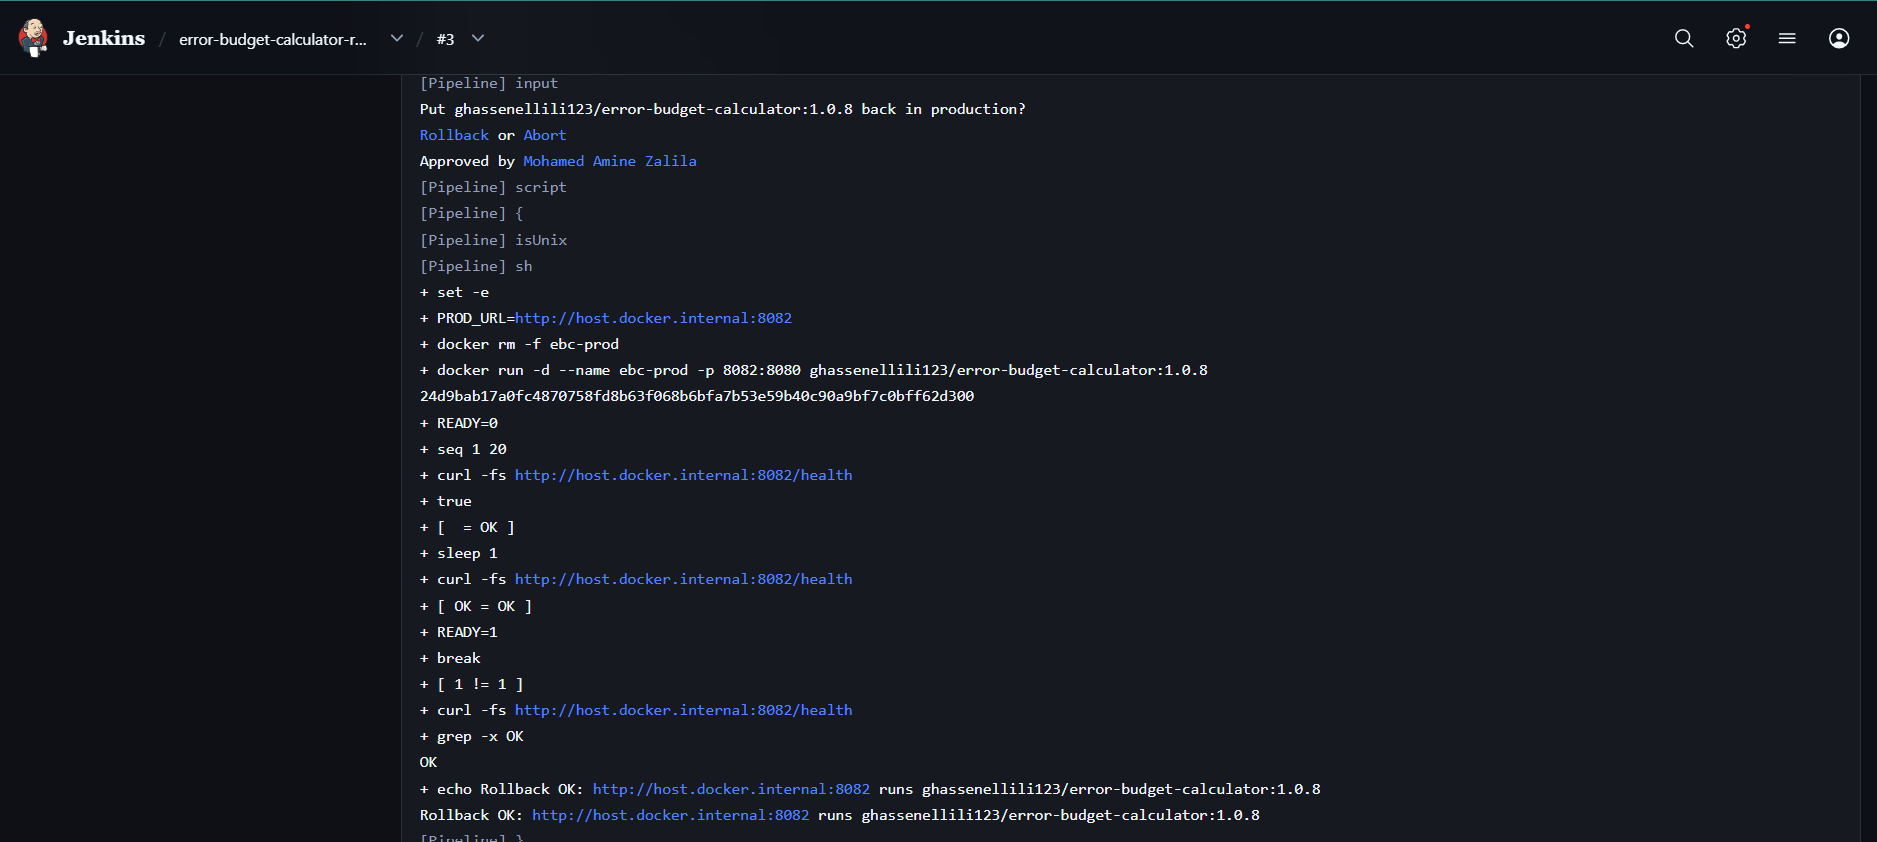 Jenkins / error-budget-calculator-r... / #3
[Pipeline] input
Put ghassenellili123/error-budget-calculator:1.0.8 back in production?
Rollback or Abort
Approved by Mohamed Amine Zalila
[Pipeline] script
[Pipeline] {
[Pipeline] isUnix
[Pipeline] sh
+ set -e
+ PROD_URL=http://host.docker.internal:8082
+ docker rm -f ebc-prod
+ docker run -d --name ebc-prod -p 8082:8080 ghassenellili123/error-budget-calculator:1.0.8
24d9bab17a0fc4870758fd8b63f068b6bfa7b53e59b40c90a9bf7c0bff62d300
+ READY=0
+ seq 1 20
+ curl -fs http://host.docker.internal:8082/health
+ true
+ [  = OK ]
+ sleep 1
+ curl -fs http://host.docker.internal:8082/health
+ [ OK = OK ]
+ READY=1
+ break
+ [ 1 != 1 ]
+ curl -fs http://host.docker.internal:8082/health
+ grep -x OK
OK
+ echo Rollback OK: http://host.docker.internal:8082 runs ghassenellili123/error-budget-calculator:1.0.8
Rollback OK: http://host.docker.internal:8082 runs ghassenellili123/error-budget-calculator:1.0.8
[Pipeline] }